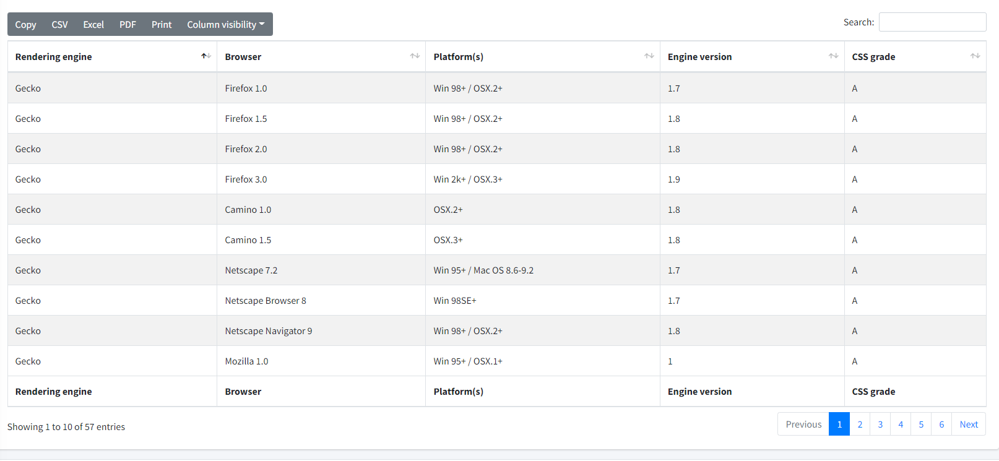 Copy CSV Excel PDF Print Column visibility Search:
Rendering engine Browser Platform(s) Engine version CSS grade
Gecko Firefox 1.0 Win 98+ / OSX.2+ 1.7 A
Gecko Firefox 1.5 Win 98+ / OSX.2+ 1.8 A
Gecko Firefox 2.0 Win 98+ / OSX.2+ 1.8 A
Gecko Firefox 3.0 Win 2k+ / OSX.3+ 1.9 A
Gecko Camino 1.0 OSX.2+ 1.8 A
Gecko Camino 1.5 OSX.3+ 1.8 A
Gecko Netscape 7.2 Win 95+ / Mac OS 8.6-9.2 1.7 A
Gecko Netscape Browser 8 Win 98SE+ 1.7 A
Gecko Netscape Navigator 9 Win 98+ / OSX.2+ 1.8 A
Gecko Mozilla 1.0 Win 95+ / OSX.1+ 1 A
Rendering engine Browser Platform(s) Engine version CSS grade
Showing 1 to 10 of 57 entries Previous 1 2 3 4 5 6 Next